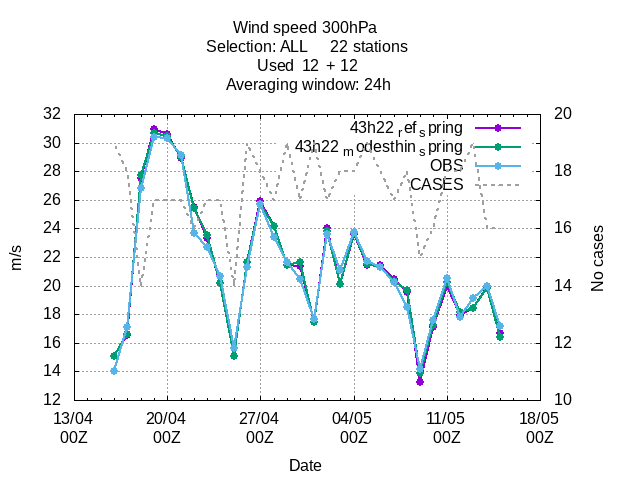 Wind speed 300hPa
Selection: ALL 22 stations
Used 12 + 12
Averaging window: 24h
43h22 ref spring
43h22 modesthin spring
OBS
CASES
32
30
28
26
24
22
20
18
16
14
12
20
18
16
14
12
10
m/s
No cases
13/04 20/04 27/04 04/05 11/05 18/05
00Z 00Z 00Z 00Z 00Z 00Z
Date